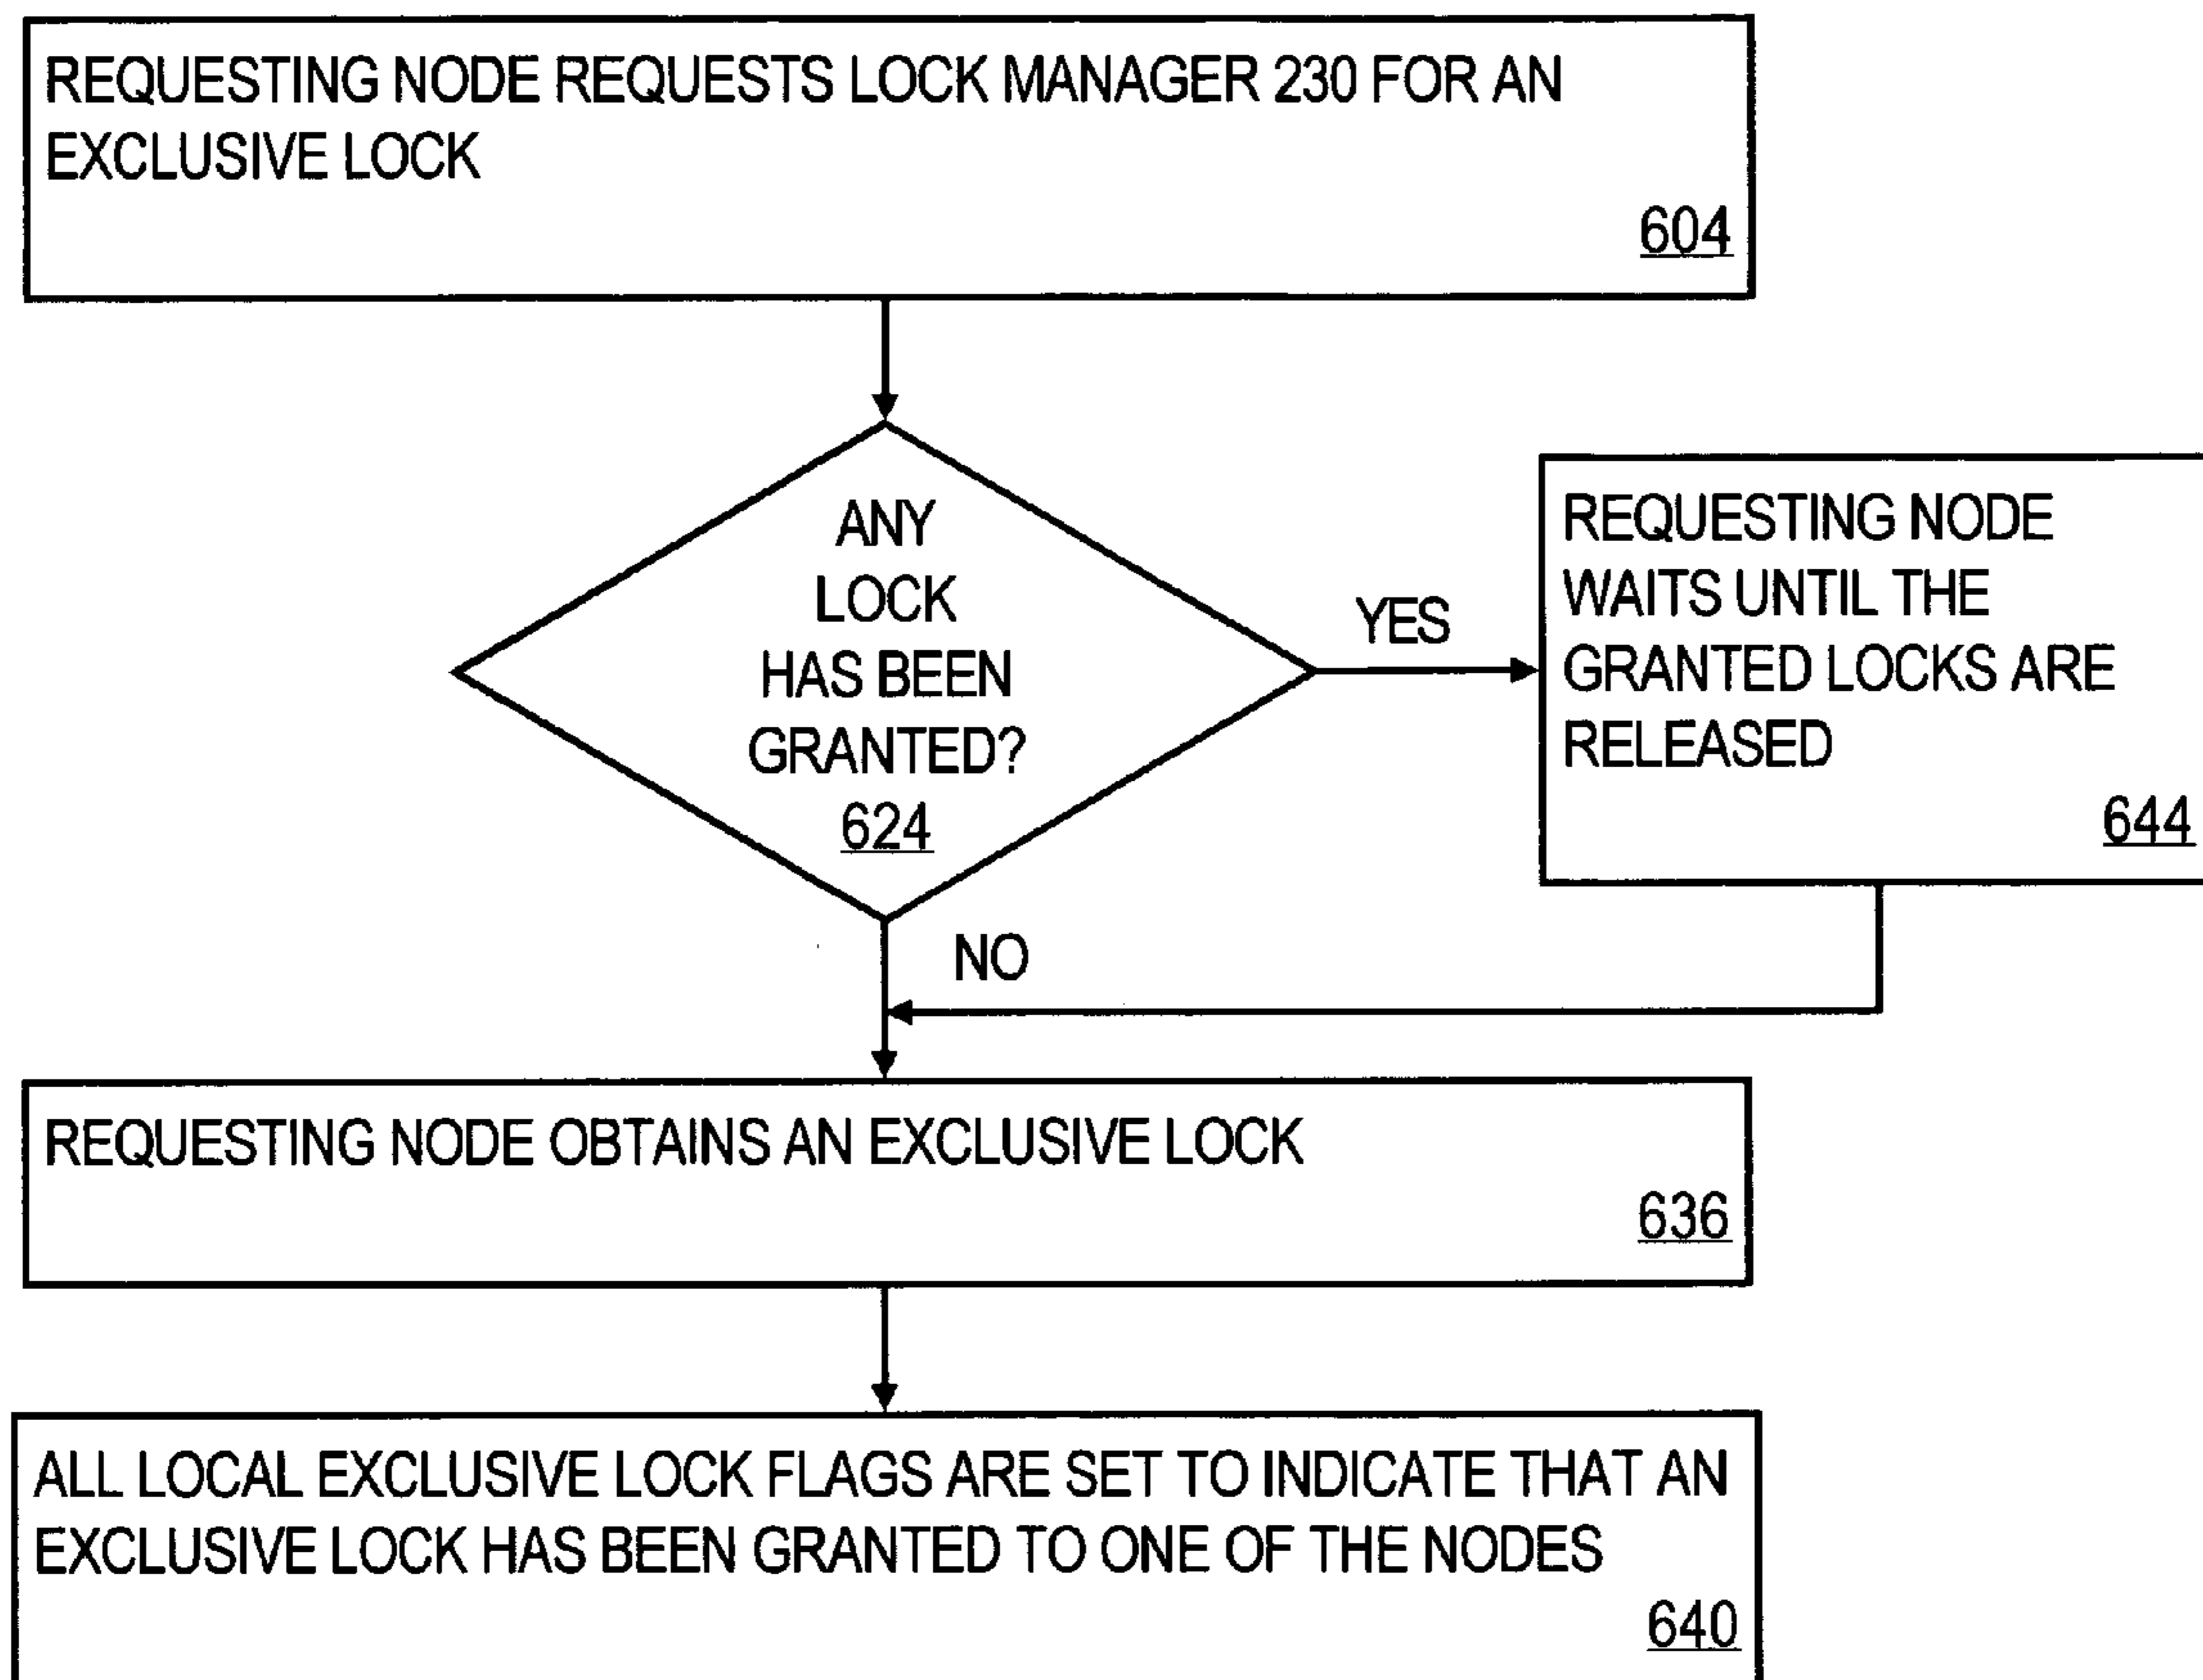 REQUESTING NODE REQUESTS LOCK MANAGER 230 FOR AN
EXCLUSIVE LOCK
604
ANY
LOCK
HAS BEEN
GRANTED?
624
YES
REQUESTING NODE
WAITS UNTIL THE
GRANTED LOCKS ARE
RELEASED
644
NO
REQUESTING NODE OBTAINS AN EXCLUSIVE LOCK
636
ALL LOCAL EXCLUSIVE LOCK FLAGS ARE SET TO INDICATE THAT AN
EXCLUSIVE LOCK HAS BEEN GRANTED TO ONE OF THE NODES
640